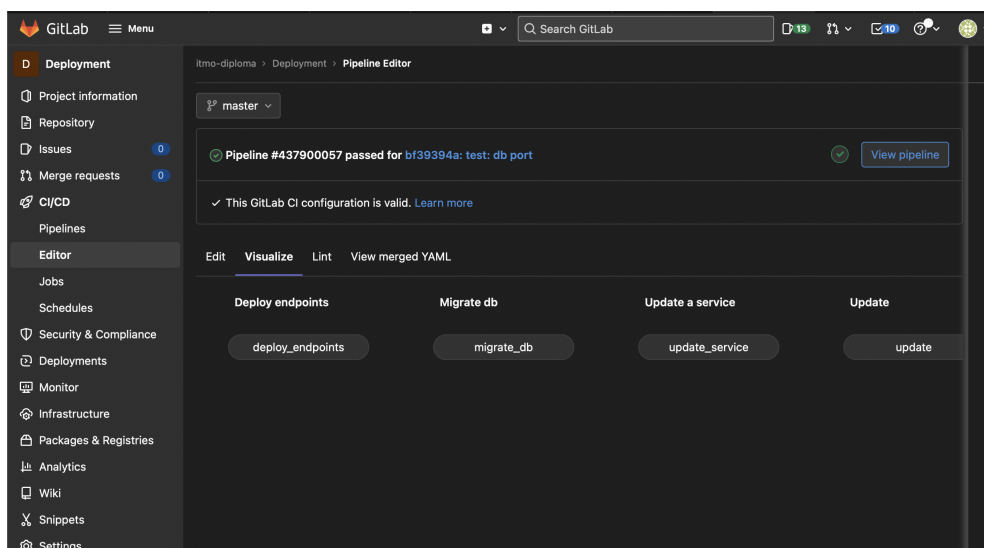 GitLab Menu Search GitLab 13 10
D Deployment
Project information
Repository
Issues 0
Merge requests 0
CI/CD
Pipelines
Editor
Jobs
Schedules
Security & Compliance
Deployments
Monitor
Infrastructure
Packages & Registries
Analytics
Wiki
Snippets
Settings
itmo-diploma > Deployment > Pipeline Editor
master
Pipeline #437900057 passed for bf39394a: test: db port View pipeline
This GitLab CI configuration is valid. Learn more
Edit Visualize Lint View merged YAML
Deploy endpoints Migrate db Update a service Update
deploy_endpoints migrate_db update_service update